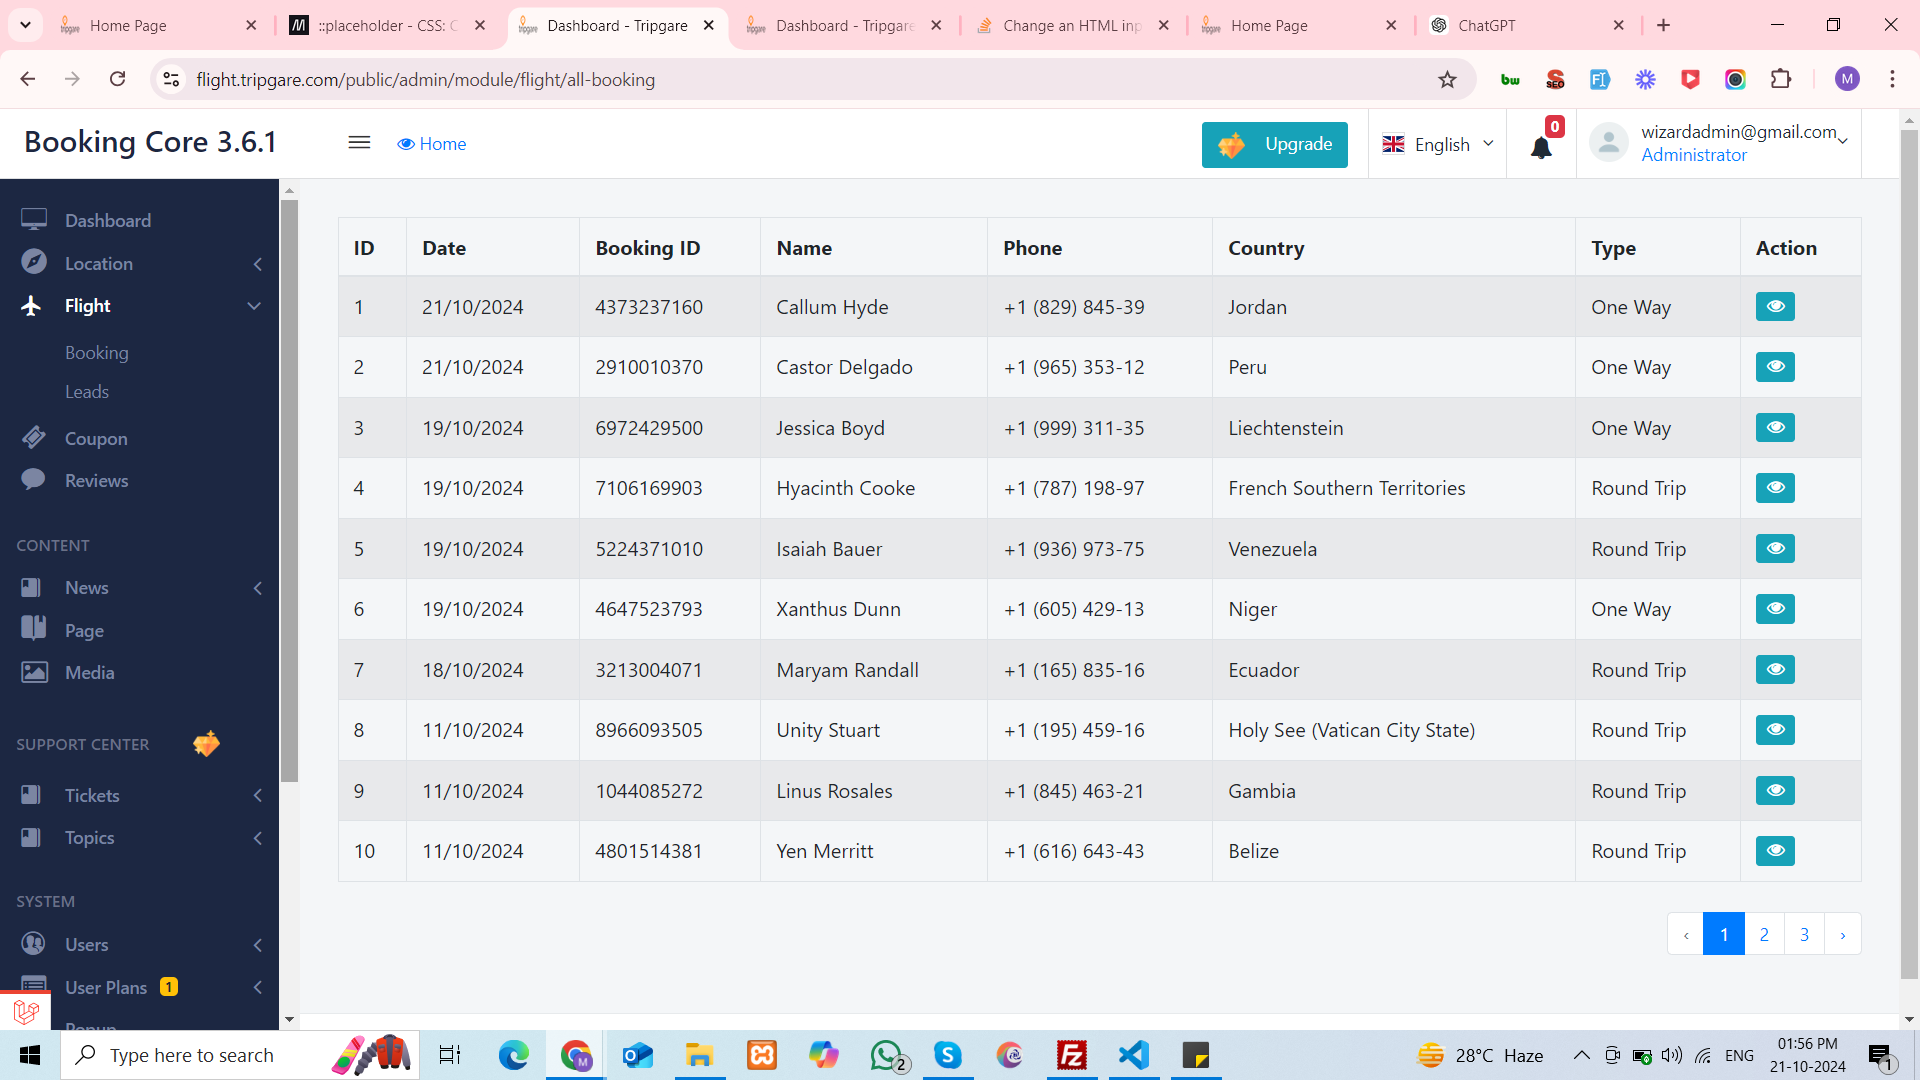 Home Page
::placeholder - CSS: C
Dashboard - Tripgare
Dashboard - Tripgare
Change an HTML inp
Home Page
ChatGPT
flight.tripgare.com/public/admin/module/flight/all-booking
bw
SEO
M
Booking Core 3.6.1
Home
Upgrade
English
0
wizardadmin@gmail.com
Administrator
Dashboard
Location
Flight
Booking
Leads
Coupon
Reviews
CONTENT
News
Page
Media
SUPPORT CENTER
Tickets
Topics
SYSTEM
Users
User Plans 1
Popup
ID Date Booking ID Name Phone Country Type Action
1 21/10/2024 4373237160 Callum Hyde +1 (829) 845-39 Jordan One Way
2 21/10/2024 2910010370 Castor Delgado +1 (965) 353-12 Peru One Way
3 19/10/2024 6972429500 Jessica Boyd +1 (999) 311-35 Liechtenstein One Way
4 19/10/2024 7106169903 Hyacinth Cooke +1 (787) 198-97 French Southern Territories Round Trip
5 19/10/2024 5224371010 Isaiah Bauer +1 (936) 973-75 Venezuela Round Trip
6 19/10/2024 4647523793 Xanthus Dunn +1 (605) 429-13 Niger One Way
7 18/10/2024 3213004071 Maryam Randall +1 (165) 835-16 Ecuador Round Trip
8 11/10/2024 8966093505 Unity Stuart +1 (195) 459-16 Holy See (Vatican City State) Round Trip
9 11/10/2024 1044085272 Linus Rosales +1 (845) 463-21 Gambia Round Trip
10 11/10/2024 4801514381 Yen Merritt +1 (616) 643-43 Belize Round Trip
‹ 1 2 3 ›
Type here to search
2
28°C Haze
ENG
01:56 PM
21-10-2024
1